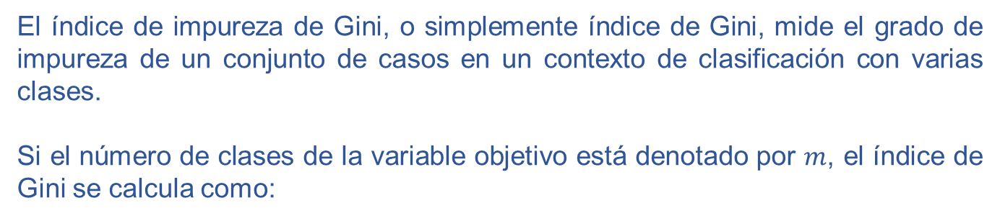 El índice de impureza de Gini, o simplemente índice de Gini, mide el grado de
impureza de un conjunto de casos en un contexto de clasificación con varias
clases.
Si el número de clases de la variable objetivo está denotado por m, el índice de
Gini se calcula como: